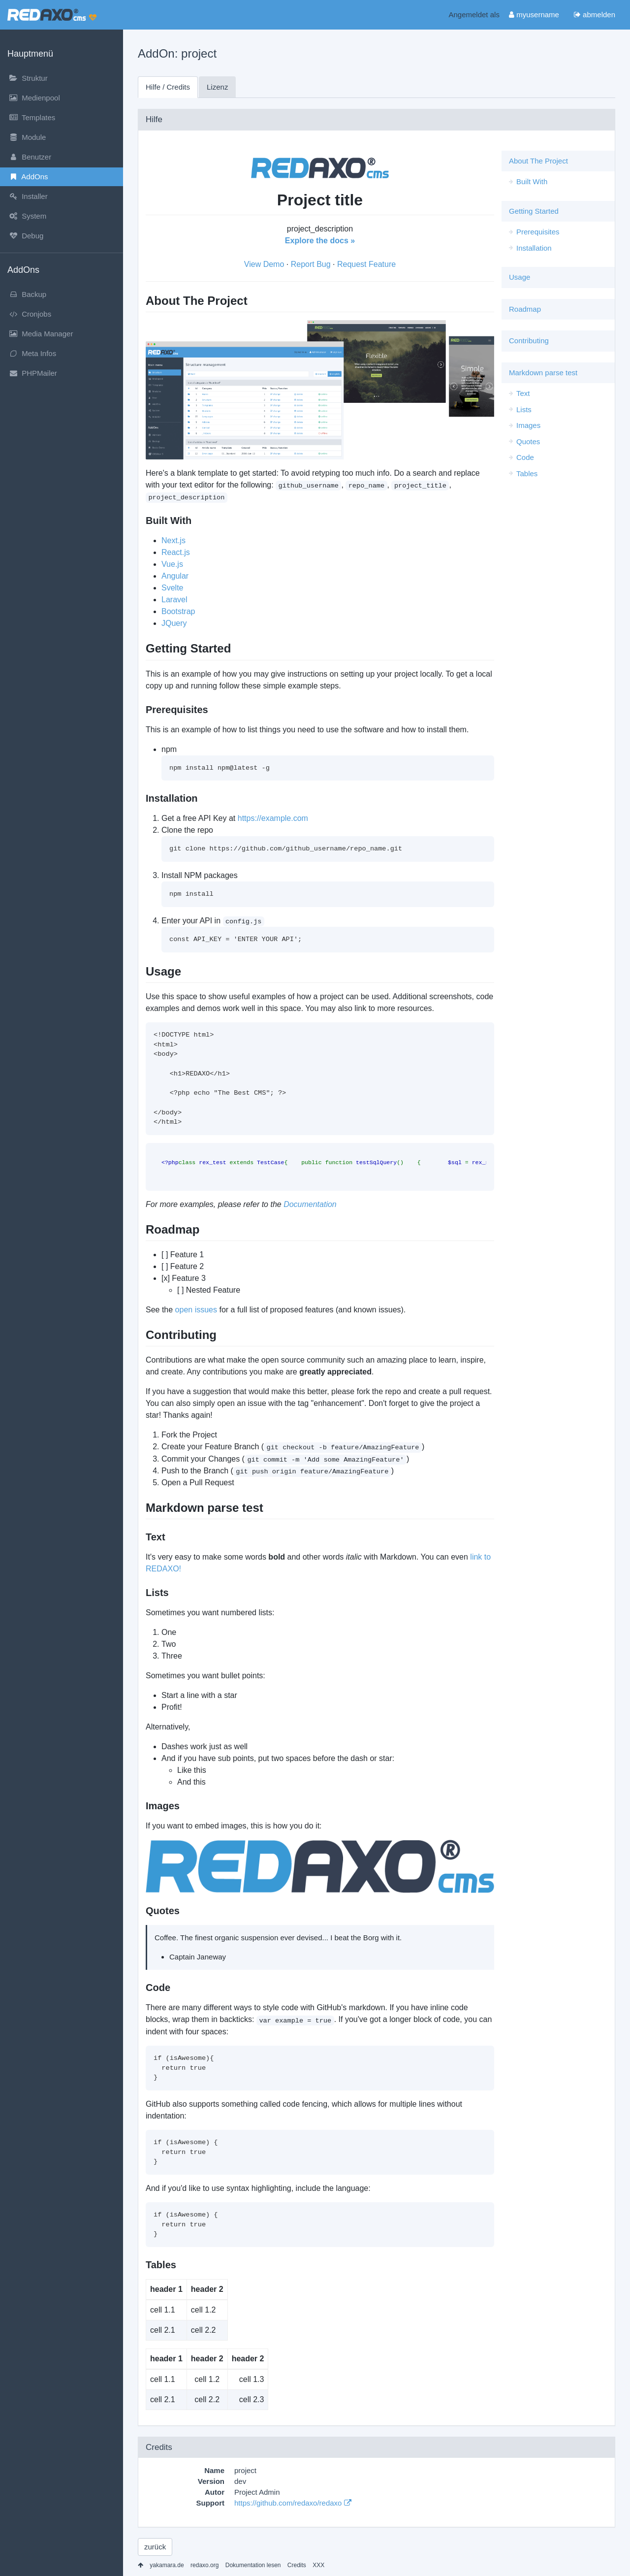 REDAXO cms
Angemeldet als myusername abmelden
Hauptmenü
Struktur
Medienpool
Templates
Module
Benutzer
AddOns
Installer
System
Debug
AddOns
Backup
Cronjobs
Media Manager
Meta Infos
PHPMailer
AddOn: project
Hilfe / Credits Lizenz
Hilfe
REDAXO cms
Project title
project_description
Explore the docs »
View Demo · Report Bug · Request Feature
About The Project
Structure management
Flexible
Simple
Here's a blank template to get started: To avoid retyping too much info. Do a search and replace
with your text editor for the following: github_username, repo_name, project_title,
project_description
Built With
Next.js
React.js
Vue.js
Angular
Svelte
Laravel
Bootstrap
JQuery
Getting Started
This is an example of how you may give instructions on setting up your project locally. To get a local
copy up and running follow these simple example steps.
Prerequisites
This is an example of how to list things you need to use the software and how to install them.
npm
npm install npm@latest -g
Installation
1. Get a free API Key at https://example.com
2. Clone the repo
git clone https://github.com/github_username/repo_name.git
3. Install NPM packages
npm install
4. Enter your API in config.js
const API_KEY = 'ENTER YOUR API';
Usage
Use this space to show useful examples of how a project can be used. Additional screenshots, code
examples and demos work well in this space. You may also link to more resources.
<!DOCTYPE html>
<html>
<body>
<h1>REDAXO</h1>
<?php echo "The Best CMS"; ?>
</body>
</html>
<?phpclass rex_test extends TestCase{ public function testSqlQuery() { $sql = rex_
For more examples, please refer to the Documentation
Roadmap
[ ] Feature 1
[ ] Feature 2
[x] Feature 3
[ ] Nested Feature
See the open issues for a full list of proposed features (and known issues).
Contributing
Contributions are what make the open source community such an amazing place to learn, inspire,
and create. Any contributions you make are greatly appreciated.
If you have a suggestion that would make this better, please fork the repo and create a pull request.
You can also simply open an issue with the tag "enhancement". Don't forget to give the project a
star! Thanks again!
1. Fork the Project
2. Create your Feature Branch (git checkout -b feature/AmazingFeature)
3. Commit your Changes (git commit -m 'Add some AmazingFeature')
4. Push to the Branch (git push origin feature/AmazingFeature)
5. Open a Pull Request
Markdown parse test
Text
It's very easy to make some words bold and other words italic with Markdown. You can even link to
REDAXO!
Lists
Sometimes you want numbered lists:
1. One
2. Two
3. Three
Sometimes you want bullet points:
Start a line with a star
Profit!
Alternatively,
Dashes work just as well
And if you have sub points, put two spaces before the dash or star:
Like this
And this
Images
If you want to embed images, this is how you do it:
REDAXO cms
Quotes
Coffee. The finest organic suspension ever devised... I beat the Borg with it.
Captain Janeway
Code
There are many different ways to style code with GitHub's markdown. If you have inline code
blocks, wrap them in backticks: var example = true. If you've got a longer block of code, you can
indent with four spaces:
if (isAwesome){
return true
}
GitHub also supports something called code fencing, which allows for multiple lines without
indentation:
if (isAwesome) {
return true
}
And if you'd like to use syntax highlighting, include the language:
if (isAwesome) {
return true
}
Tables
header 1 header 2
cell 1.1 cell 1.2
cell 2.1 cell 2.2
header 1 header 2 header 2
cell 1.1 cell 1.2 cell 1.3
cell 2.1 cell 2.2 cell 2.3
About The Project
Built With
Getting Started
Prerequisites
Installation
Usage
Roadmap
Contributing
Markdown parse test
Text
Lists
Images
Quotes
Code
Tables
Credits
Name project
Version dev
Autor Project Admin
Support https://github.com/redaxo/redaxo
zurück
yakamara.de redaxo.org Dokumentation lesen Credits XXX